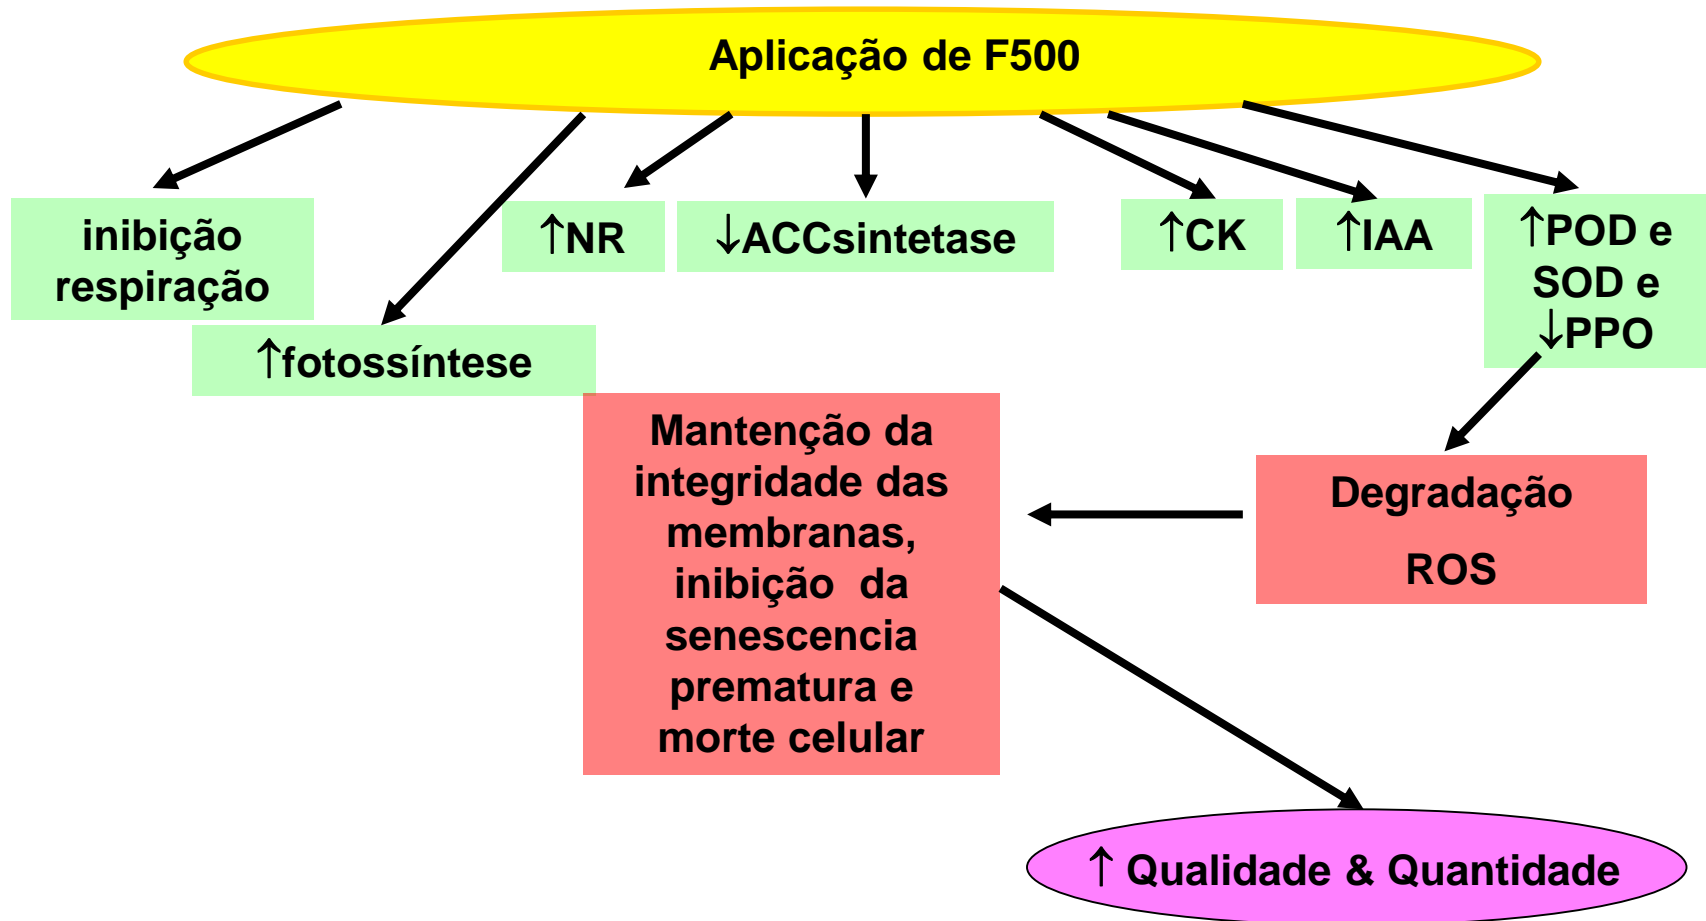 Aplicação de F500
inibição
respiração
↑fotossíntese
↑NR
↓ACCsintetase
↑CK
↑IAA
↑POD e
SOD e
↓PPO
Mantenção da
integridade das
membranas,
inibição da
senescencia
prematura e
morte celular
Degradação
ROS
↑ Qualidade & Quantidade